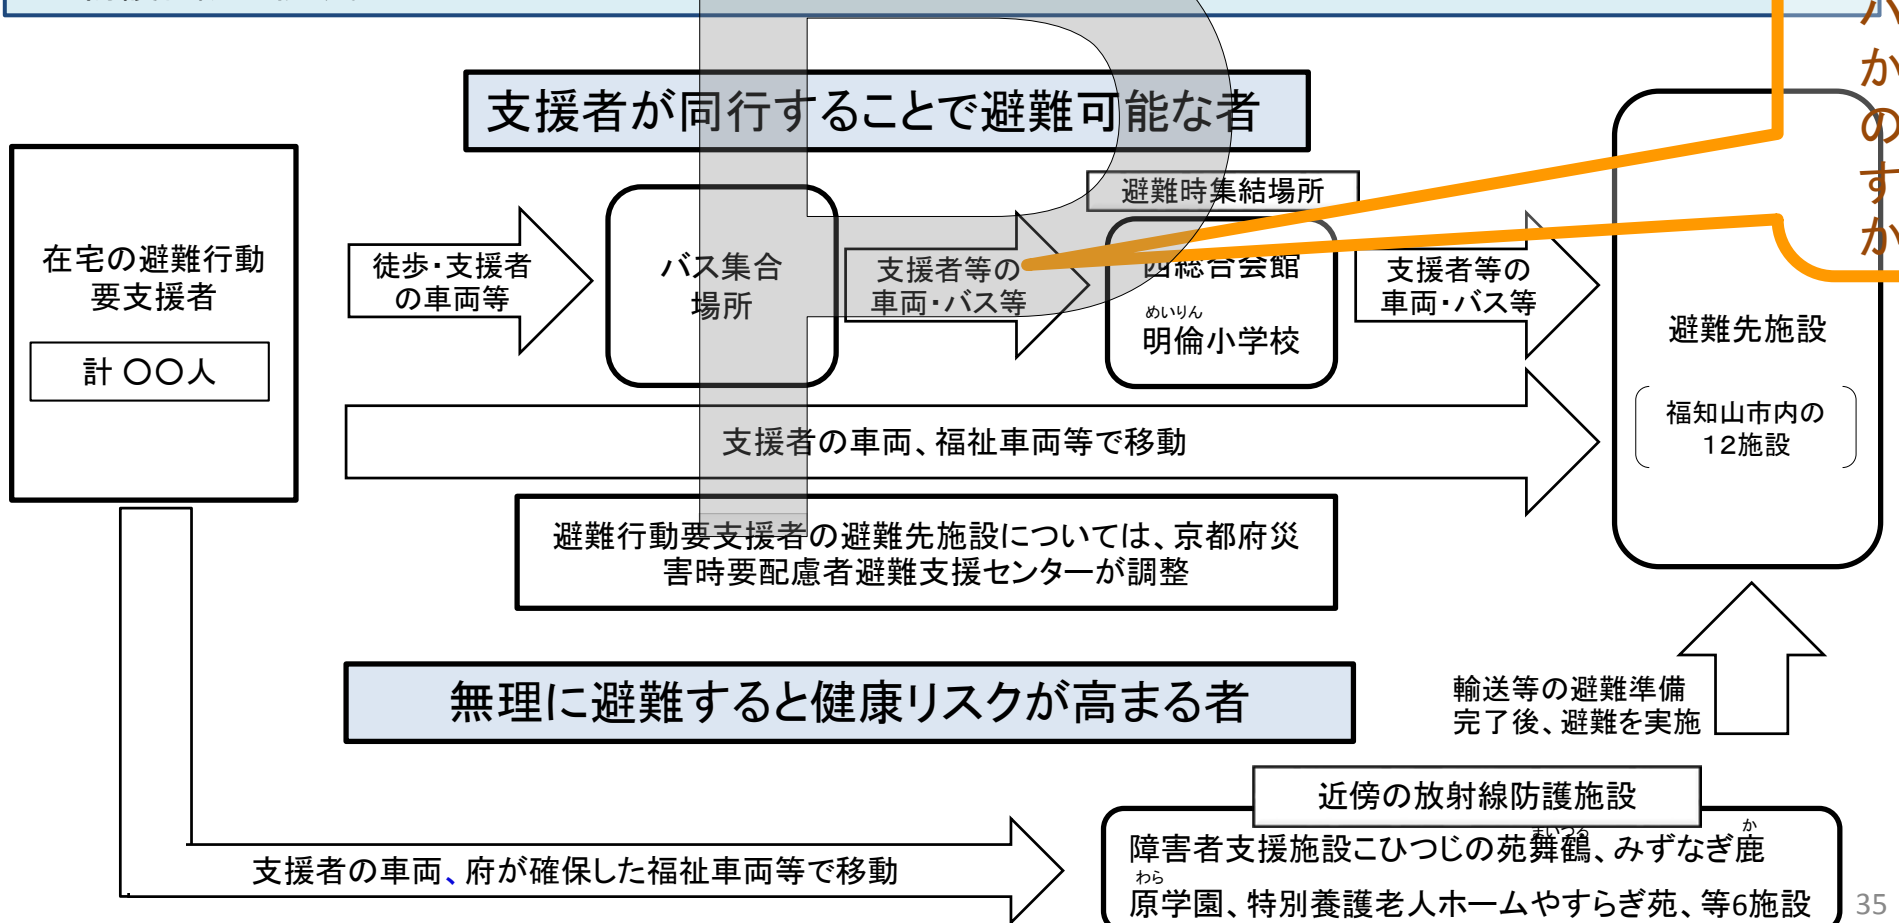 支援者が同行することで避難可能な者
在宅の避難行動
要支援者
計 〇〇人
徒歩・支援者
の車両等
バス集合
場所
支援者等の
車両・バス等
避難時集結場所
西総合会館
めいりん
明倫小学校
支援者等の
車両・バス等
避難先施設
福知山市内の
12施設
支援者の車両、福祉車両等で移動
避難行動要支援者の避難先施設については、京都府災
害時要配慮者避難支援センターが調整
無理に避難すると健康リスクが高まる者
輸送等の避難準備
完了後、避難を実施
近傍の放射線防護施設
支援者の車両、府が確保した福祉車両等で移動
まいづる
か
障害者支援施設こひつじの苑舞鶴、みずなぎ鹿
わら
原学園、特別養護老人ホームやすらぎ苑、等6施設
か
の
す
か
P
35